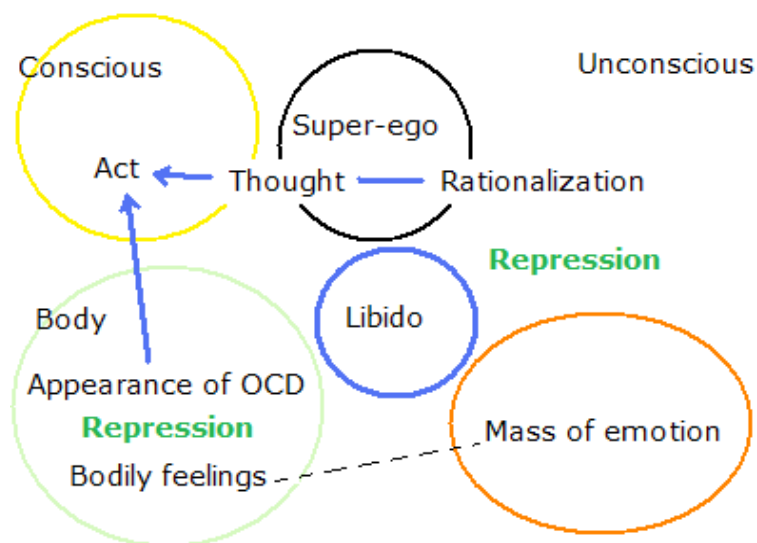 Conscious
Unconscious
Super-ego
Act
Thought
Rationalization
Repression
Body
Libido
Appearance of OCD
Repression
Mass of emotion
Bodily feelings